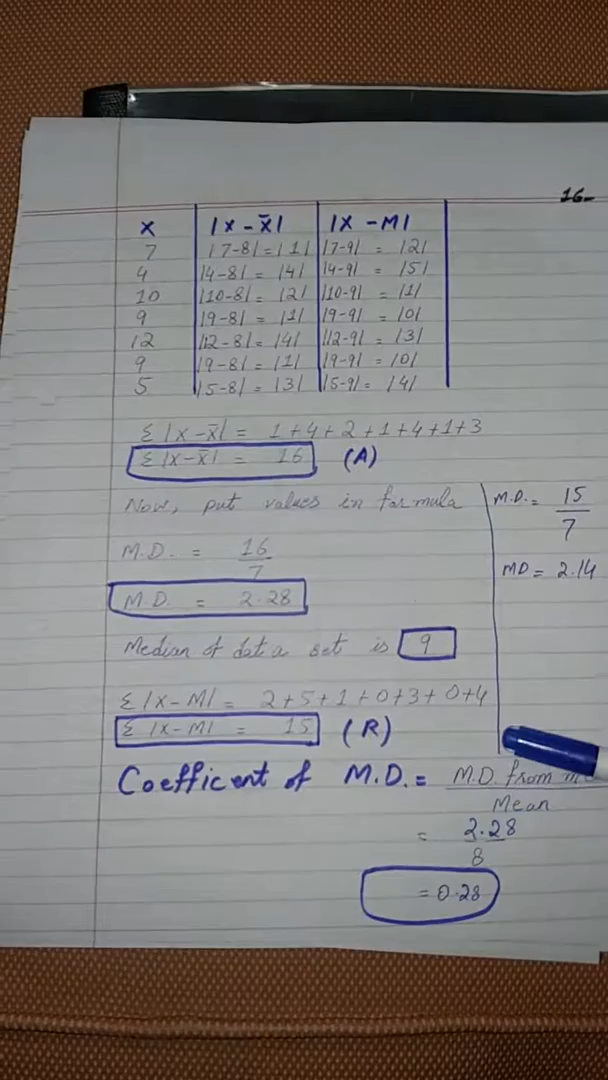 16-
X |X-x̄| |X-M|
7 |7-8|=|1| |7-9| = |2|
4 |4-8| = |4| |4-9| = |5|
10 |10-8| = |2| |10-9| = |1|
9 |9-8| = |1| |9-9| = |0|
12 |12-8| = |4| |12-9| = |3|
9 |9-8| = |1| |9-9| = |0|
5 |5-8| = |3| |5-9| = |4|
Σ |X-x̄| = 1+4+2+1+4+1+3
Σ |X-x̄| = 16 (A)
Now, put values in formula
M.D. = 16/7
M.D. = 2.28
M.D. = 15/7
MD = 2.14
Median of data set is 9
Σ |X-M| = 2+5+1+0+3+0+4
Σ |X-M| = 15 (R)
Coefficent of M.D. = M.D. from
Mean
= 2.28
8
= 0.28